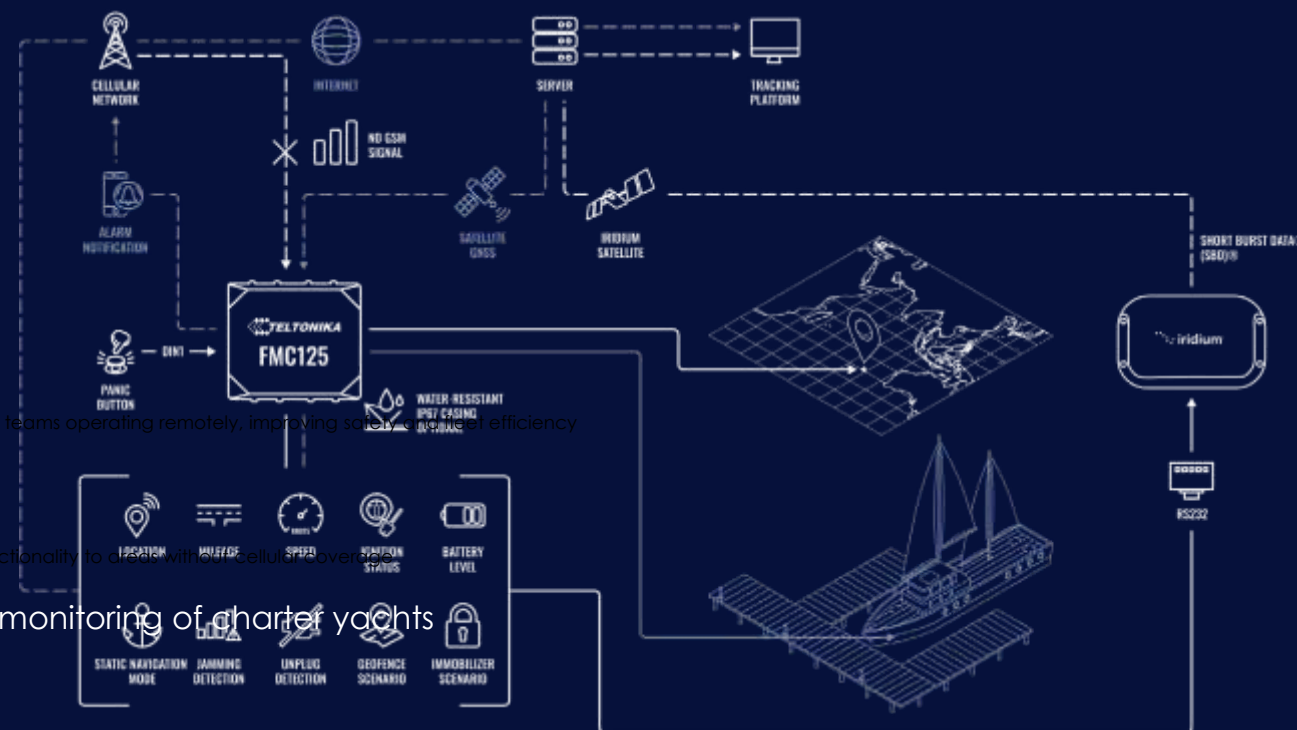 CELLULAR
NETWORK
INTERNET
SERVER
TRACKING
PLATFORM
NO GSM
SIGNAL
ALARM
NOTIFICATION
SATELLITE
GNSS
IRIDIUM
SATELLITE
SHORT BURST DATA
(SBD)®
TELTONIKA
FMC125
iridium
PANIC
BUTTON
DIN1
WATER-RESISTANT
IP67 CASING
teams operating remotely, improving safety and fleet efficiency
RS232
LOCATION
MILEAGE
SPEED
IGNITION
STATUS
BATTERY
LEVEL
ctionality to areas without cellular coverage
monitoring of charter yachts
STATIC NAVIGATION
MODE
JAMMING
DETECTION
UNPLUG
DETECTION
GEOFENCE
SCENARIO
IMMOBILIZER
SCENARIO